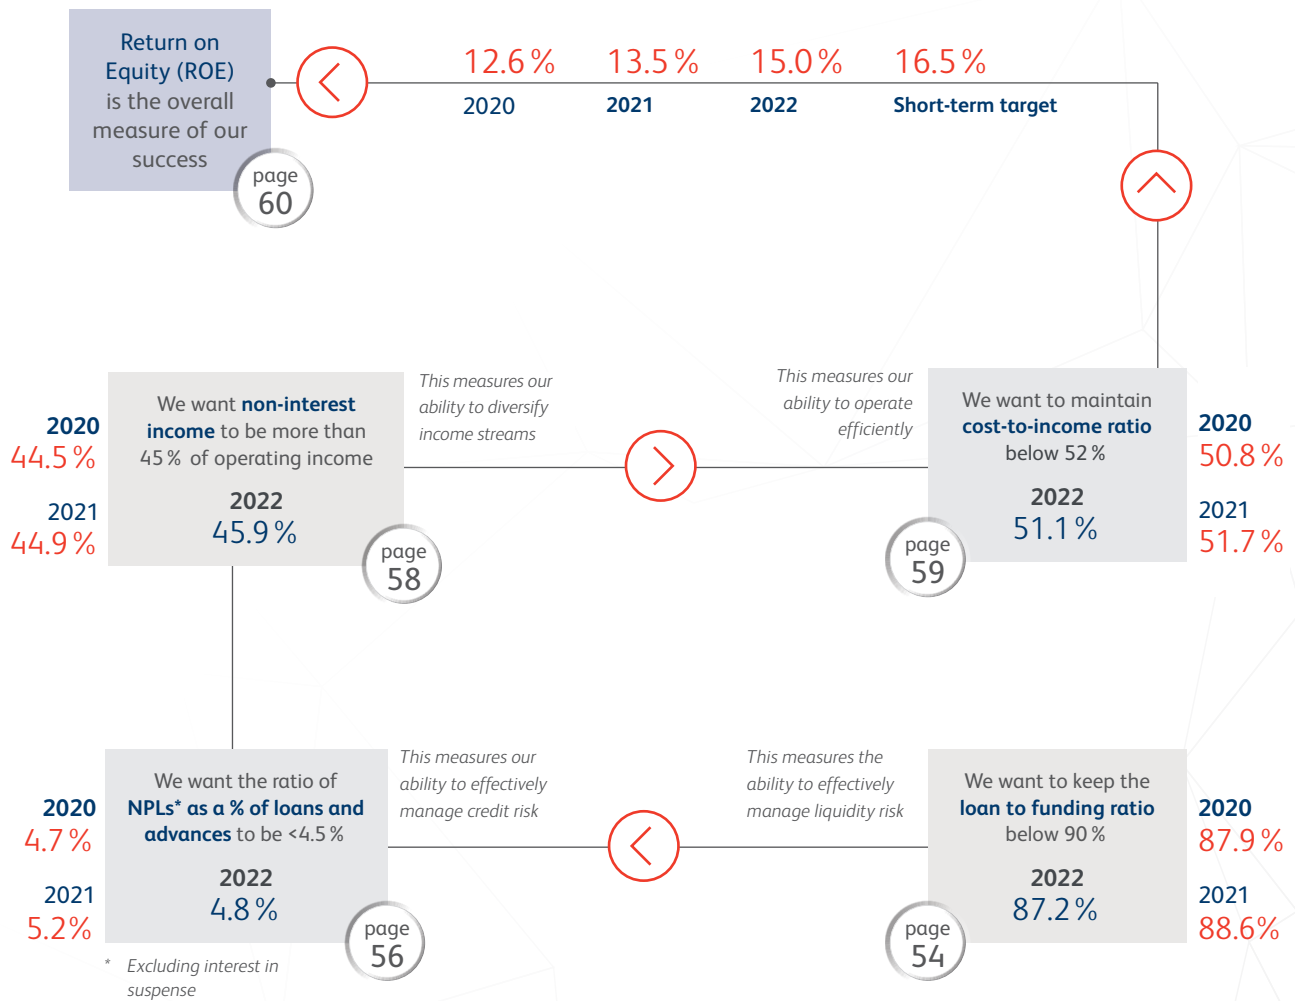 Return on
Equity (ROE)
is the overall
measure of our
success
page
60
12.6 %
2020
13.5 %
2021
15.0 %
2022
16.5 %
Short-term target
2020
44.5 %
2021
44.9 %
We want non-interest
income to be more than
45 % of operating income
2022
45.9 %
page
58
This measures our
ability to diversify
income streams
This measures our
ability to operate
efficiently
We want to maintain
cost-to-income ratio
below 52 %
2022
51.1 %
page
59
2020
50.8 %
2021
51.7 %
2020
4.7 %
2021
5.2%
We want the ratio of
NPLs* as a % of loans and
advances to be <4.5 %
2022
4.8 %
page
56
* Excluding interest in
suspense
This measures our
ability to effectively
manage credit risk
This measures the
ability to effectively
manage liquidity risk
We want to keep the
loan to funding ratio
below 90 %
2022
87.2 %
page
54
2020
87.9 %
2021
88.6%